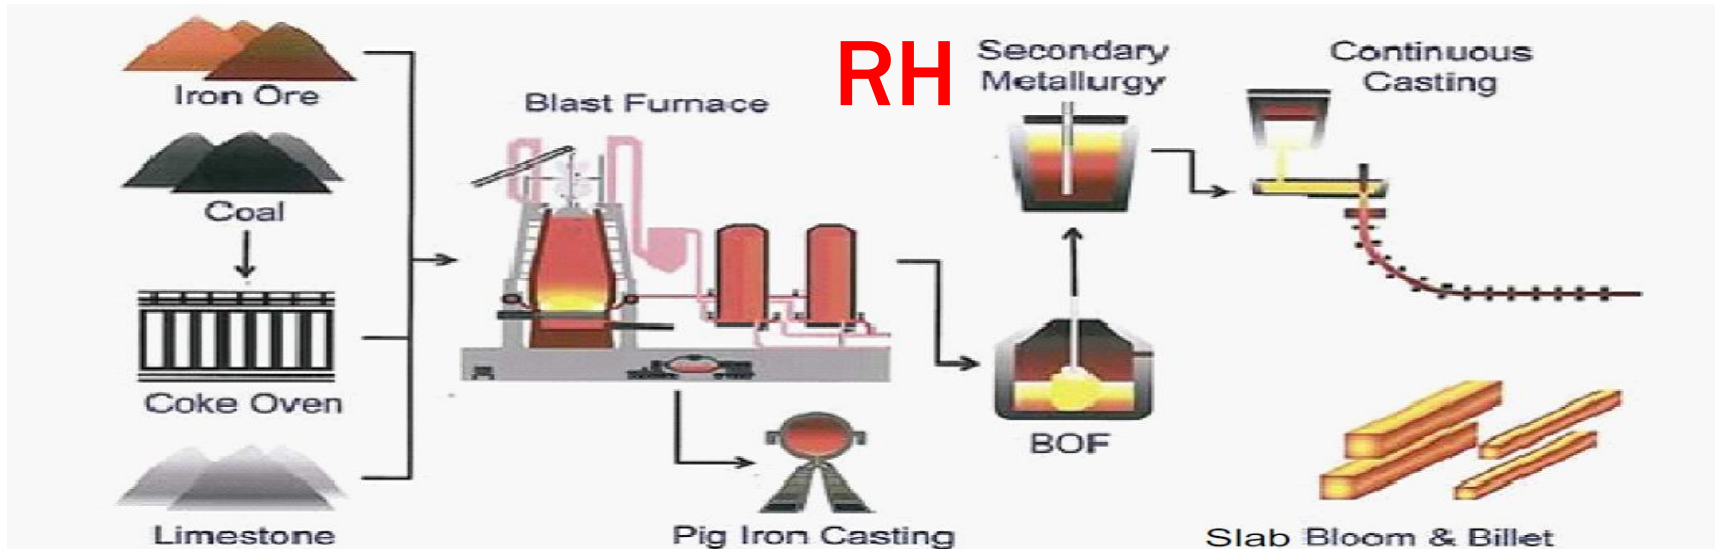 Iron Ore
Coal
Coke Oven
Limestone
Blast Furnace
Pig Iron Casting
RH
Secondary
Metallurgy
BOF
Continuous
Casting
Slab Bloom & Billet